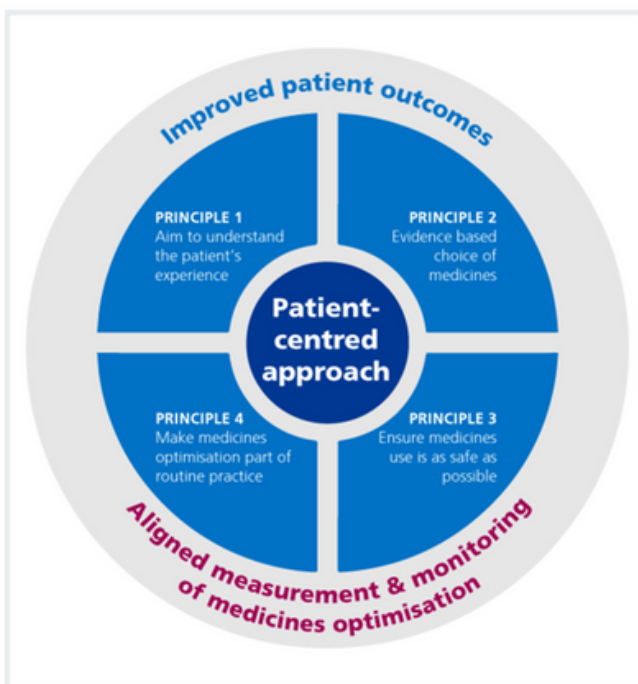 Improved patient outcomes
PRINCIPLE 1
Aim to understand
the patient's
experience
PRINCIPLE 2
Evidence based
choice of
medicines
Patient-
centred
approach
PRINCIPLE 4
Make medicines
optimisation part of
routine practice
PRINCIPLE 3
Ensure medicines
use is as safe as
possible
Aligned measurement & monitoring
of medicines optimisation